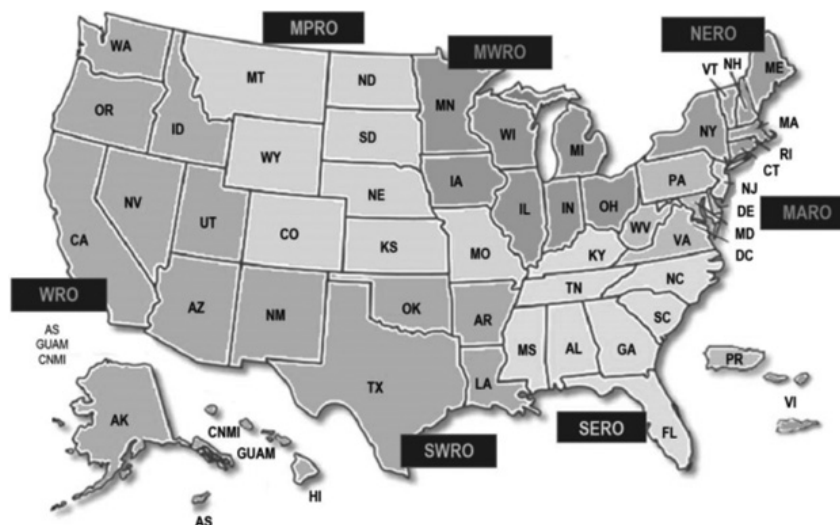 MPRO
NERO
MWRO
WA
MT
ND
MN
VT
NH
ME
OR
ID
SD
WI
MI
NY
MA
RI
CT
WY
IA
NE
PA
NJ
NV
UT
CO
IL
IN
OH
DE
MARO
MD
DC
CA
KS
MO
WV
VA
KY
WRO
AZ
NM
OK
TN
NC
AR
SC
AS
GUAM
CNMI
MS
AL
GA
PR
TX
LA
VI
AK
CNMI
GUAM
SWRO
SERO
FL
HI
AS